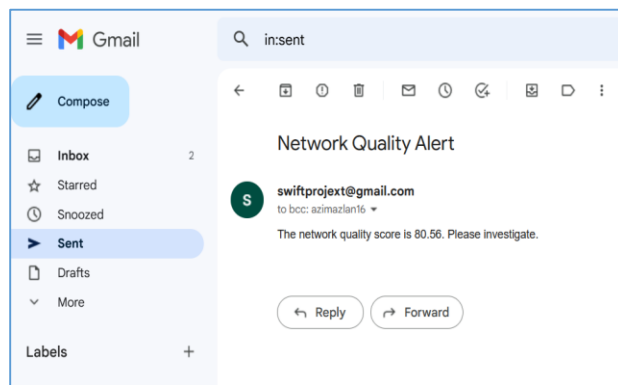 Gmail
in:sent
Compose
Inbox 2
Starred
Snoozed
Sent
Drafts
More
Labels +
Network Quality Alert
S
swiftprojext@gmail.com
to bcc: azimazlan16
The network quality score is 80.56. Please investigate.
Reply
Forward